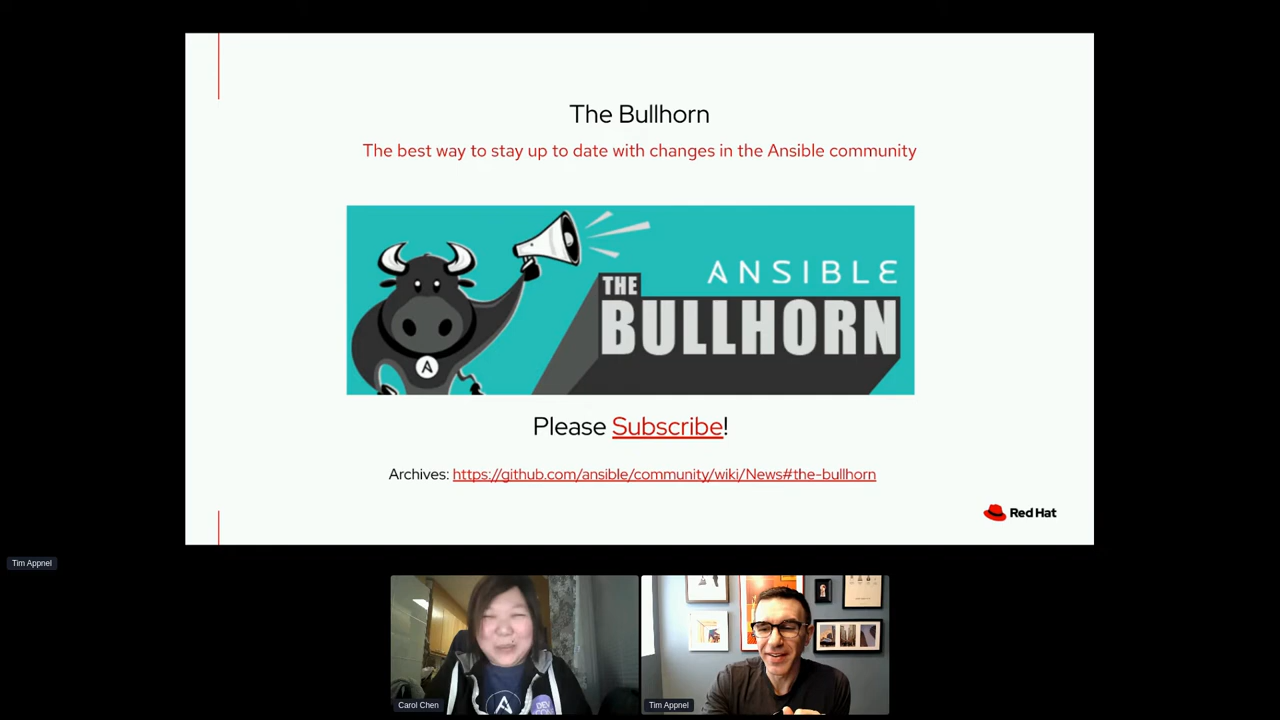 The Bullhorn
The best way to stay up to date with changes in the Ansible community
ANSIBLE
THE
BULLHORN
A
Please Subscribe!
Archives: https://github.com/ansible/community/wiki/News#the-bullhorn
Red Hat
Tim Appnel
Carol Chen
Tim Appnel